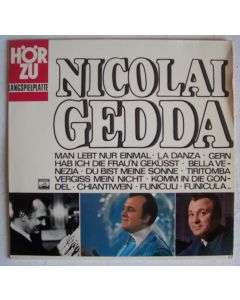 HÖR
ZU
LANGSPIELPLATTE
NICOLAI
GEDDA
MAN LEBT NUR EINMAL · LA DANZA · GERN
HAB ICH DIE FRAU'N GEKÜSST · BELLA VE-
NEZIA · DU BIST MEINE SONNE · TIRITOMBA
VERGISS MEIN NICHT · KOMM IN DIE GON-
DEL · CHIANTIWEIN · FUNICULI - FUNICULA...